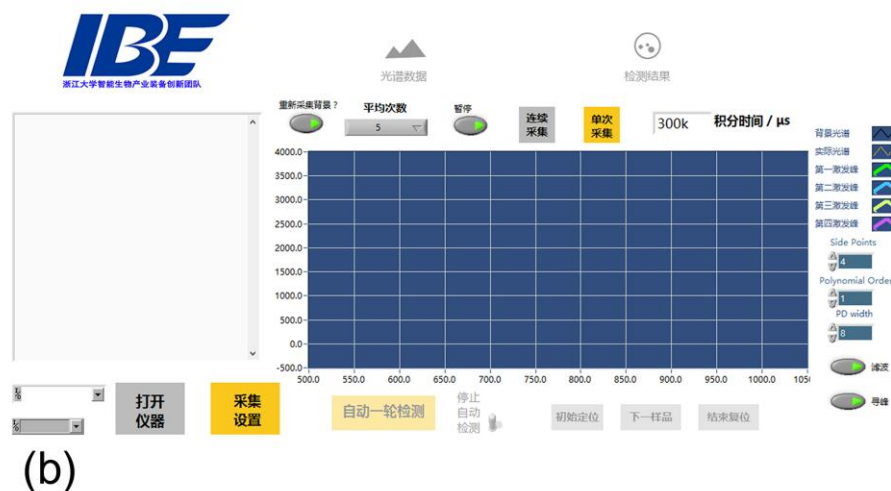 IBE
浙江大学智能生物产业装备创新团队
光谱数据
检测结果
重新采集背景？
平均次数
5
暂停
连续
采集
单次
采集
300k
积分时间 / μs
背景光谱
实际光谱
第一激发峰
第二激发峰
第三激发峰
第四激发峰
Side Points
4
Polynomial Order
1
PD width
8
滤波
寻峰
4000.0
3500.0
3000.0
2500.0
2000.0
1500.0
1000.0
500.0
0.0
-500.0
500.0 550.0 600.0 650.0 700.0 750.0 800.0 850.0 900.0 950.0 1000.0 105
打开
仪器
采集
设置
自动一轮检测
停止
自动
检测
初始定位
下一样品
结束复位
(b)